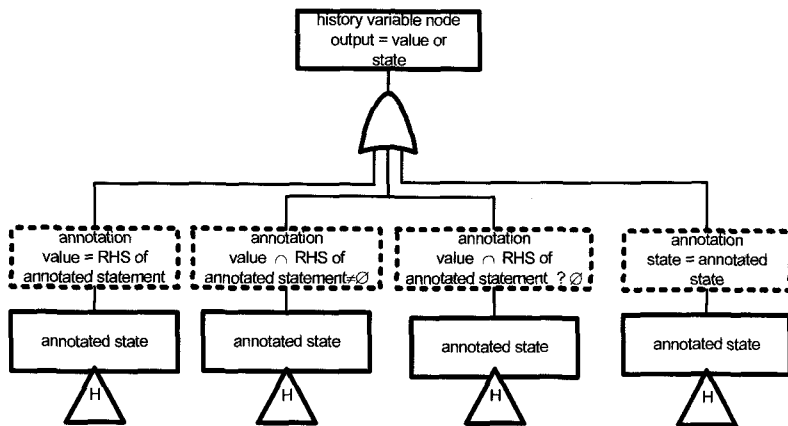 history variable node
output = value or
state
annotation
value = RHS of
annotated statement
annotation
value ∩ RHS of
annotated statement≠∅
annotation
value ∩ RHS of
annotated statement ? ∅
annotation
state = annotated
state
annotated state
annotated state
annotated state
annotated state
H
H
H
H